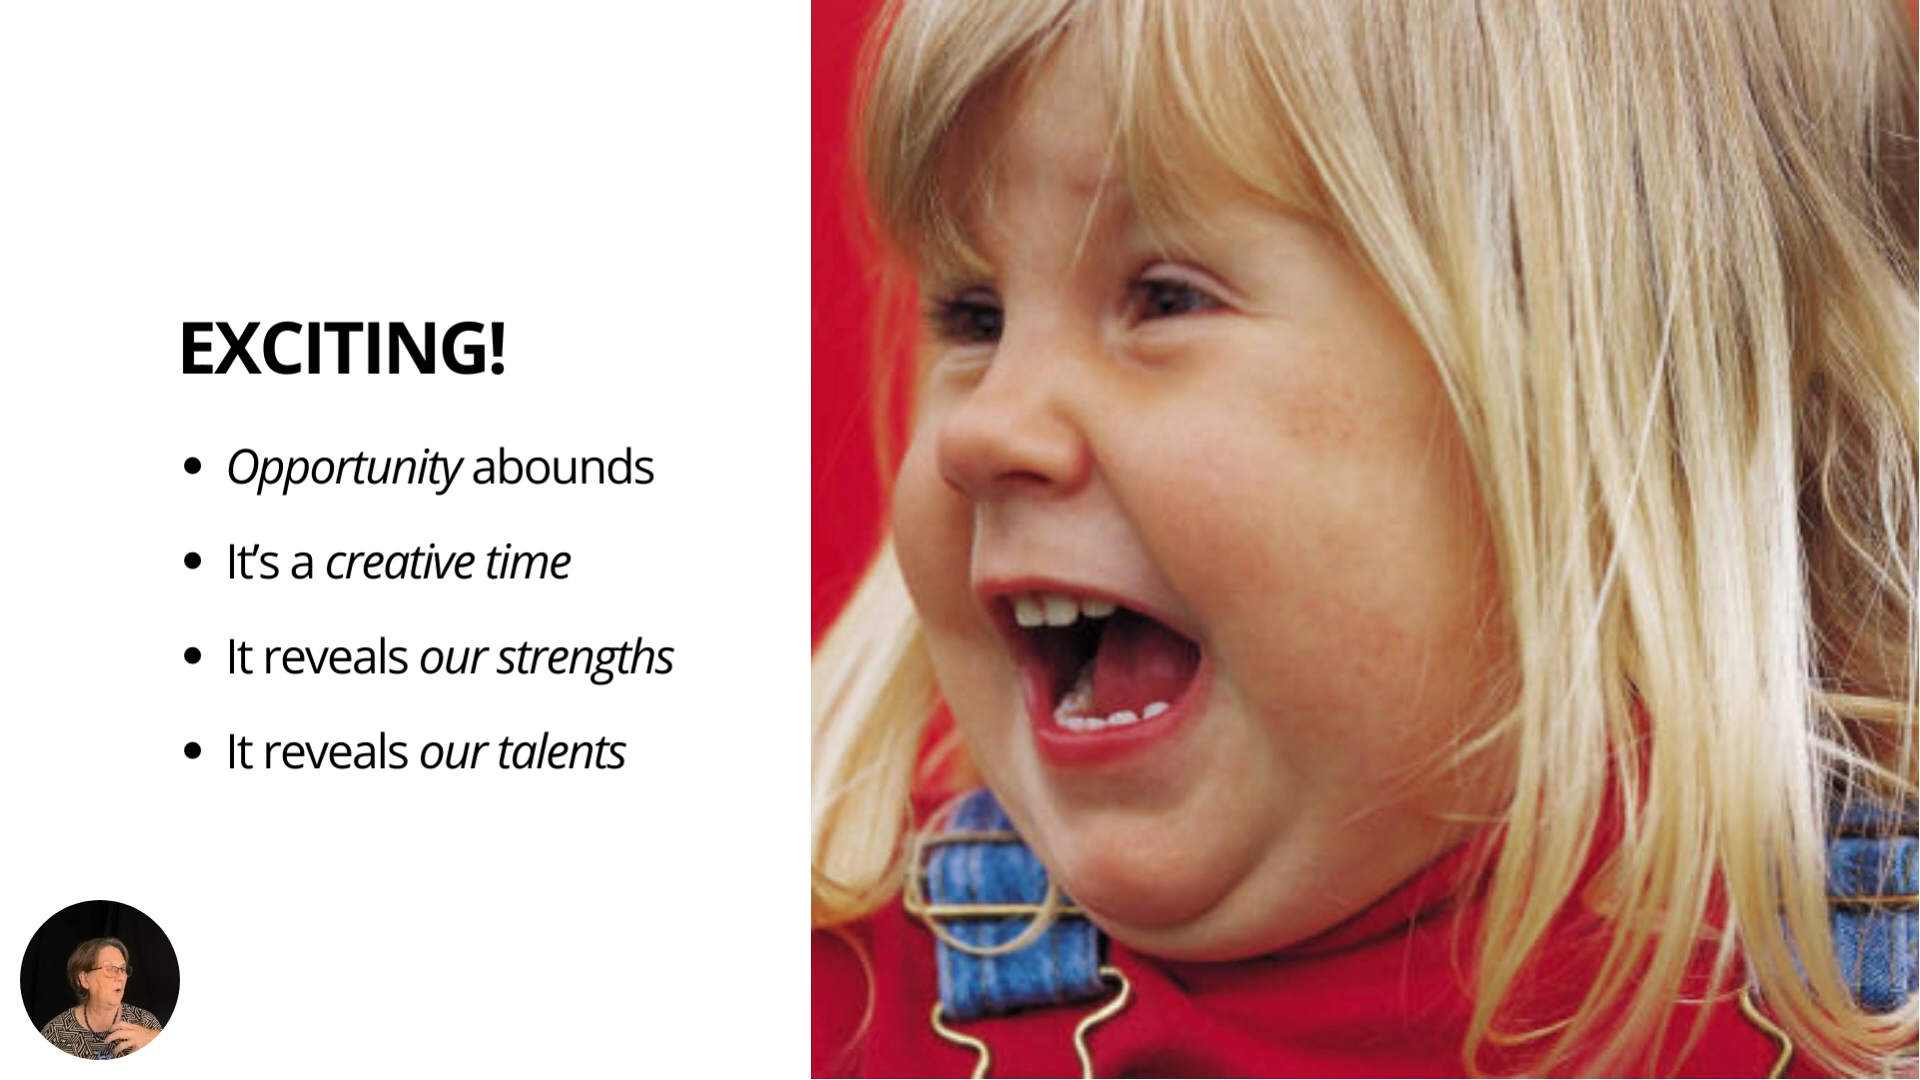 EXCITING!
Opportunity abounds
It’s a creative time
It reveals our strengths
It reveals our talents